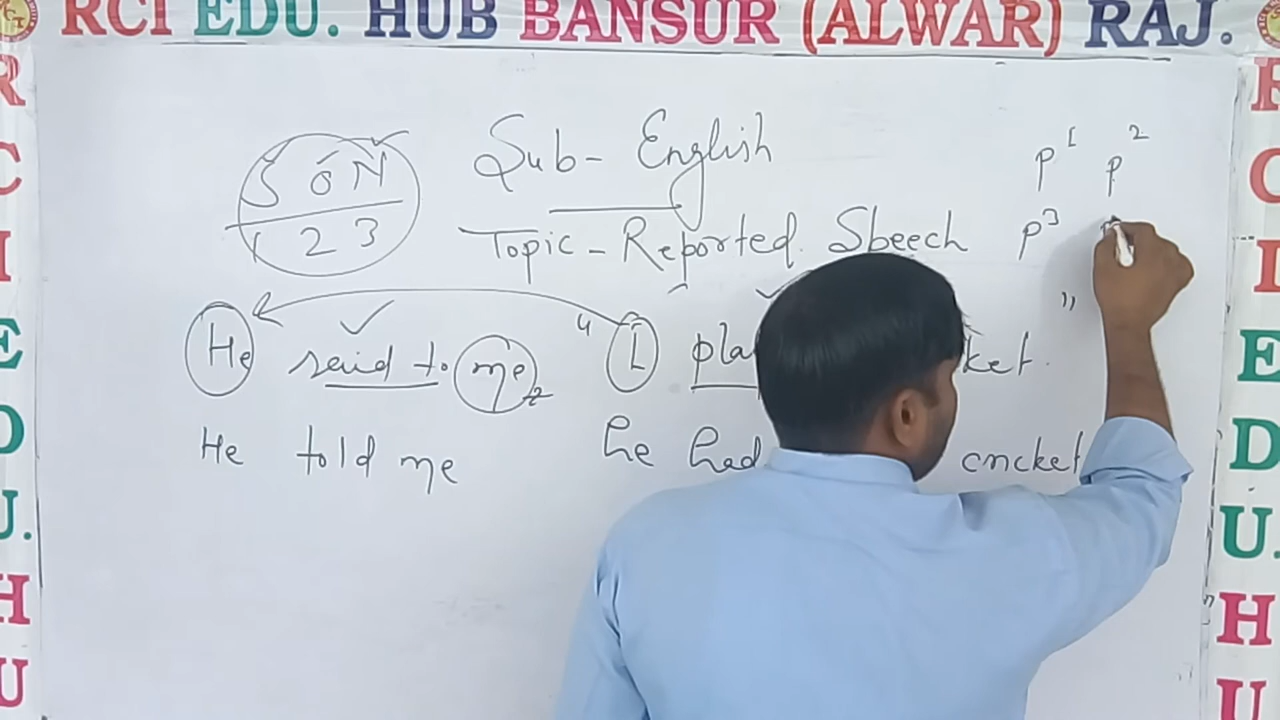 RCI EDU. HUB BANSUR (ALWAR) RAJ.
S O N
1 2 3
Sub- English
Topic - Reported Speech
P1 P2
P3
He said to me "I
He told me he had cricket
R
C
I
E
D
U.
H
U
R
C
I
E
D
U.
H
U